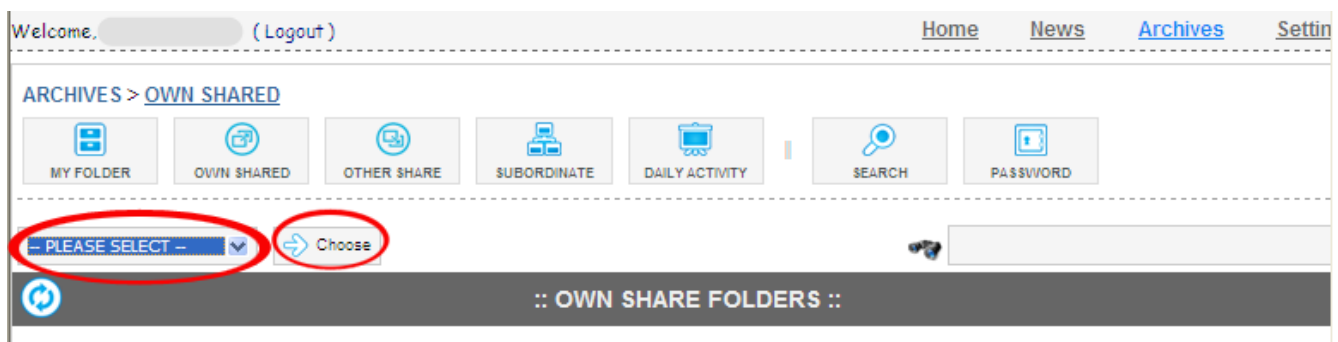 Welcome, (Logout) Home News Archives Settin
ARCHIVES > OWN SHARED
MY FOLDER OWN SHARED OTHER SHARE SUBORDINATE DAILY ACTIVITY SEARCH PASSWORD
-- PLEASE SELECT -- Choose
:: OWN SHARE FOLDERS ::